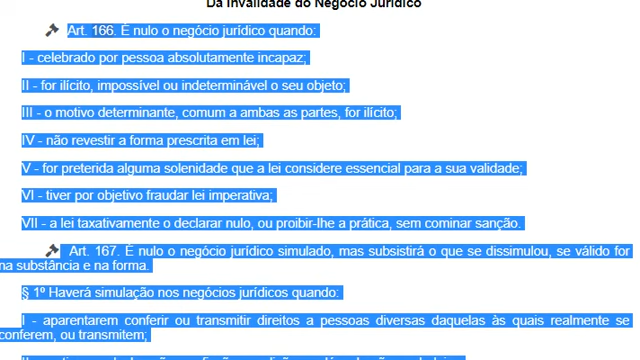 Da Invalidade do Negócio Jurídico
Art. 166. É nulo o negócio jurídico quando:
I - celebrado por pessoa absolutamente incapaz;
II - for ilícito, impossível ou indeterminável o seu objeto;
III - o motivo determinante, comum a ambas as partes, for ilícito;
IV - não revestir a forma prescrita em lei;
V - for preterida alguma solenidade que a lei considere essencial para a sua validade;
VI - tiver por objetivo fraudar lei imperativa;
VII - a lei taxativamente o declarar nulo, ou proibir-lhe a prática, sem cominar sanção.
Art. 167. É nulo o negócio jurídico simulado, mas subsistirá o que se dissimulou, se válido for
na substância e na forma.
§ 1º Haverá simulação nos negócios jurídicos quando:
I - aparentarem conferir ou transmitir direitos a pessoas diversas daquelas às quais realmente se
conferem, ou transmitem;